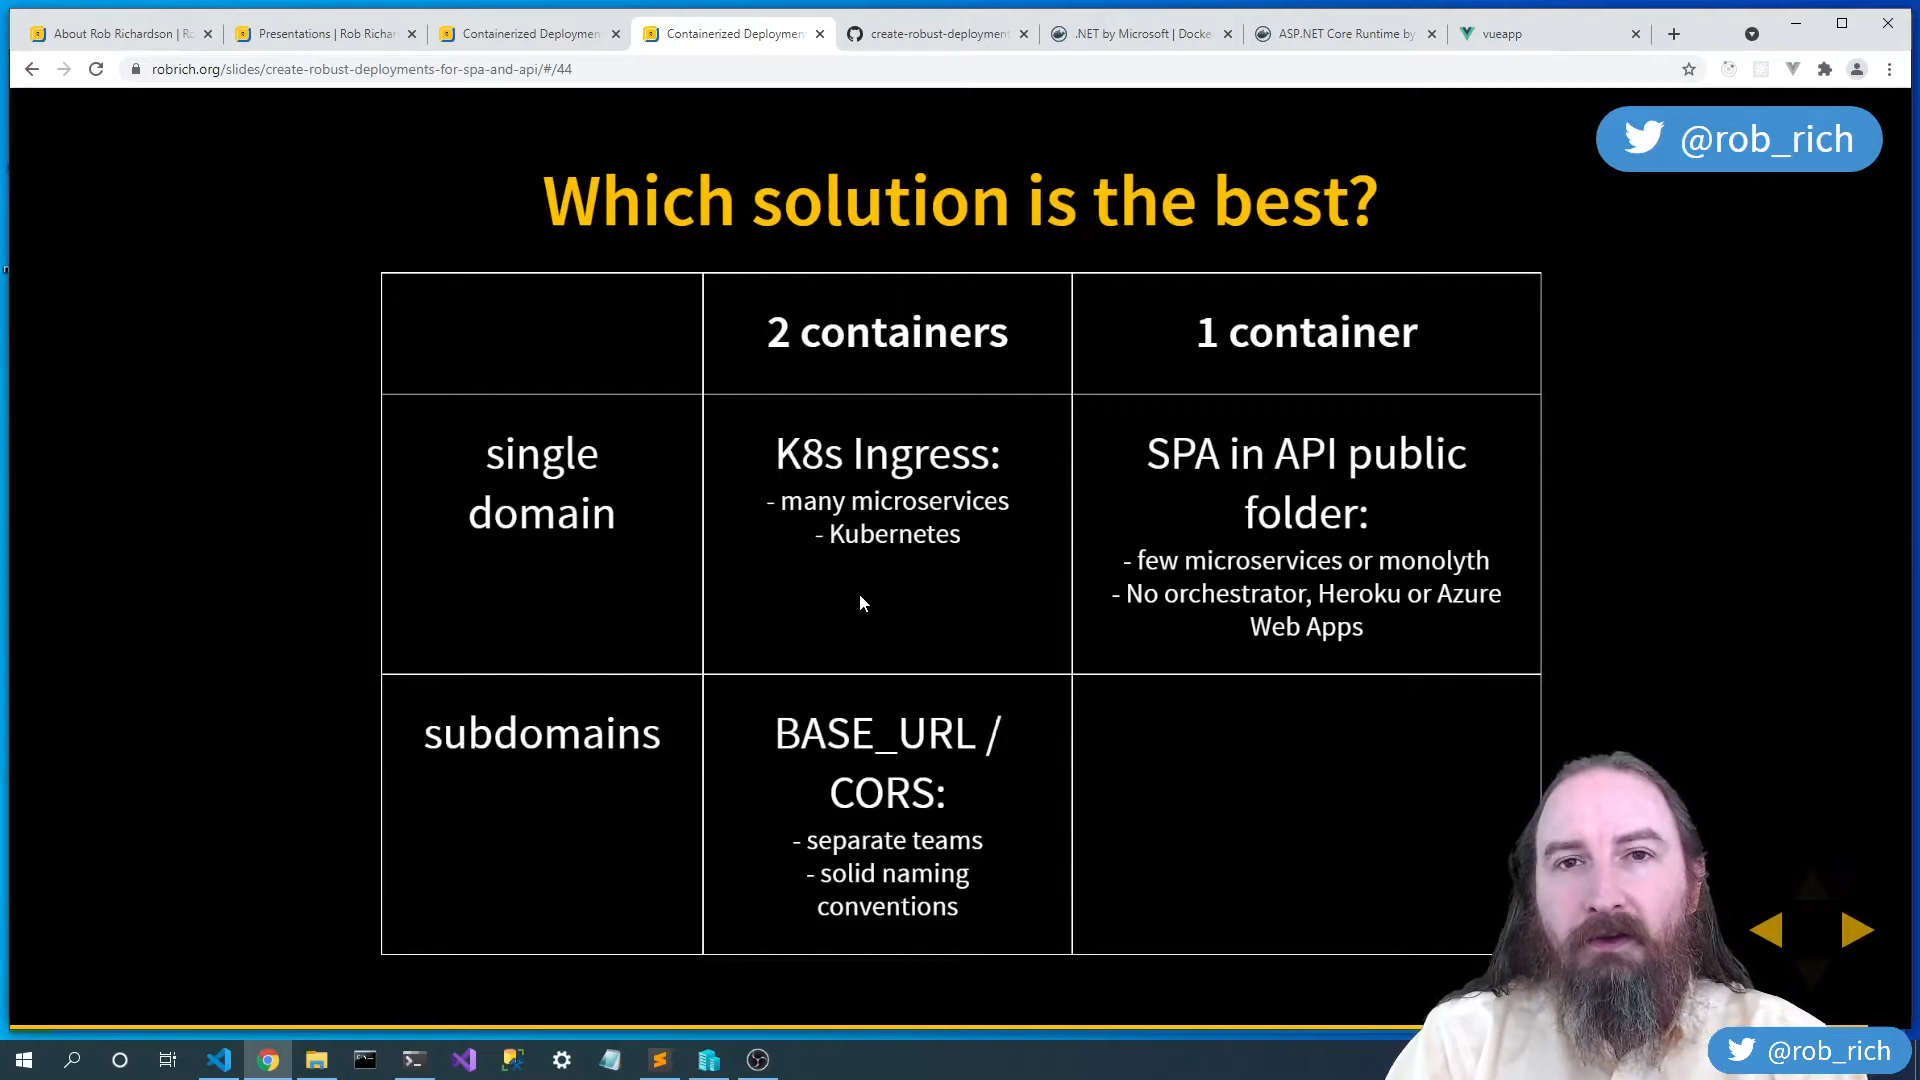 About Rob Richardson | Ro
Presentations | Rob Richar
Containerized Deploymen
Containerized Deploymen
create-robust-deployment
.NET by Microsoft | Docke
ASP.NET Core Runtime by
vueapp
robrich.org/slides/create-robust-deployments-for-spa-and-api/#/44
@rob_rich
Which solution is the best?
2 containers
1 container
single
domain
K8s Ingress:
- many microservices
- Kubernetes
SPA in API public
folder:
- few microservices or monolyth
- No orchestrator, Heroku or Azure
Web Apps
subdomains
BASE_URL /
CORS:
- separate teams
- solid naming
conventions
@rob_rich